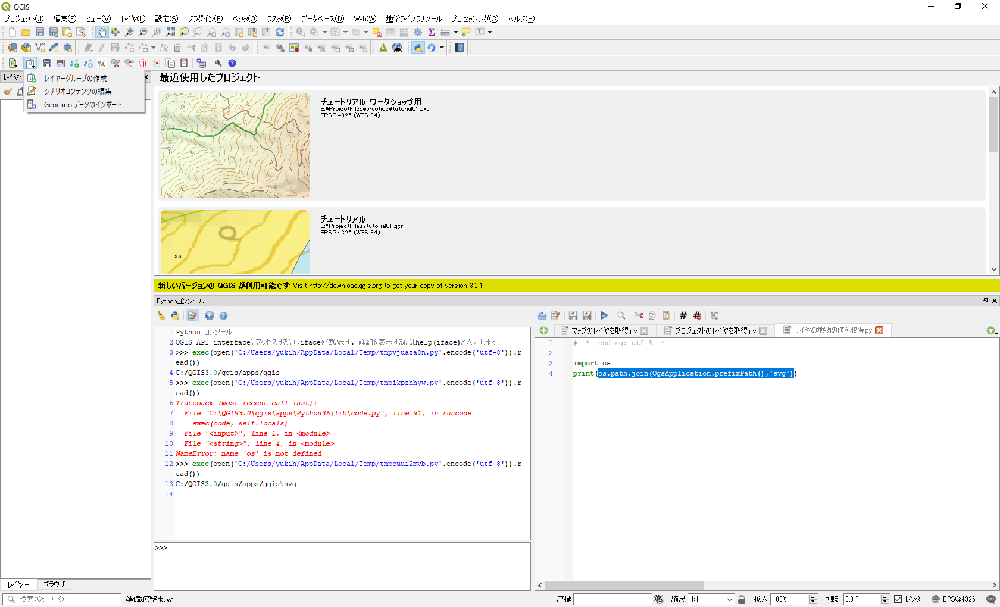 QGIS
プロジェクト(J) 編集(E) ビュー(V) レイヤ(L) 設定(S) プラグイン(P) ベクタ(O) ラスタ(R) データベース(D) Web(W) 地学ライブラリツール プロセッシング(C) ヘルプ(H)
レイヤー
レイヤーグループの作成
シナリオコンテンツの編集
Geoclino データのインポート
最近使用したプロジェクト
チュートリアル-ワークショップ用
E:¥ProjectFIles¥practice¥tutorial01.qgs
EPSG:4326 (WGS 84)
300
チュートリアル
E:¥ProjectFIles¥tutorial01.qgs
EPSG:4326 (WGS 84)
ss
新しいバージョンの QGIS が利用可能です: Visit http://download.qgis.org to get your copy of version 3.2.1
Pythonコンソール
1 Python コンソール
2 QGIS API interfaceにアクセスするにはifaceを使います. 詳細を表示するにはhelp(iface)と入力します
3 >>> exec(open('C:/Users/yukih/AppData/Local/Temp/tmpvjuaza8n.py'.encode('utf-8')).r
ead())
4 C:/QGIS3.0/qgis/apps/qgis
5 >>> exec(open('C:/Users/yukih/AppData/Local/Temp/tmpikpzhhyw.py'.encode('utf-8')).r
ead())
6 Traceback (most recent call last):
7 File "C:\QGIS3.0\qgis\apps\Python36\lib\code.py", line 91, in runcode
8 exec(code, self.locals)
9 File "<input>", line 1, in <module>
10 File "<string>", line 4, in <module>
11 NameError: name 'os' is not defined
12 >>> exec(open('C:/Users/yukih/AppData/Local/Temp/tmpcuui2mvb.py'.encode('utf-8')).r
ead())
13 C:/QGIS3.0/qgis/apps/qgis\svg
14
>>>
マップのレイヤを取得.py プロジェクトのレイヤを取得.py レイヤの地物の値を取得.py
1 # -*- coding: utf-8 -*-
2
3 import os
4 print(os.path.join(QgsApplication.prefixPath(),'svg'))
レイヤー ブラウザ
検索(Ctrl + K) 準備ができました 座標 縮尺 1:1 拡大 100% 回転 0.0 ° レンダ EPSG:4326